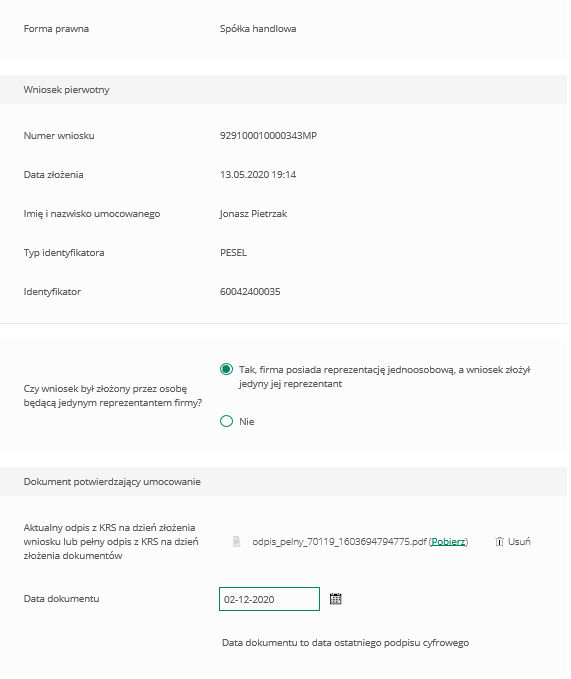 Forma prawna Spółka handlowa
Wniosek pierwotny
Numer wniosku 929100010000343MP
Data złożenia 13.05.2020 19:14
Imię i nazwisko umocowanego Jonasz Pietrzak
Typ identyfikatora PESEL
Identyfikator 60042400035
Czy wniosek był złożony przez osobę
będącą jedynym reprezentantem firmy?
Tak, firma posiada reprezentację jednoosobową, a wniosek złożył
jedyny jej reprezentant
Nie
Dokument potwierdzający umocowanie
Aktualny odpis z KRS na dzień złożenia
wniosku lub pełny odpis z KRS na dzień
złożenia dokumentów
odpis_pelny_70119_1603694794775.pdf (Pobierz) Usuń
Data dokumentu 02-12-2020
Data dokumentu to data ostatniego podpisu cyfrowego